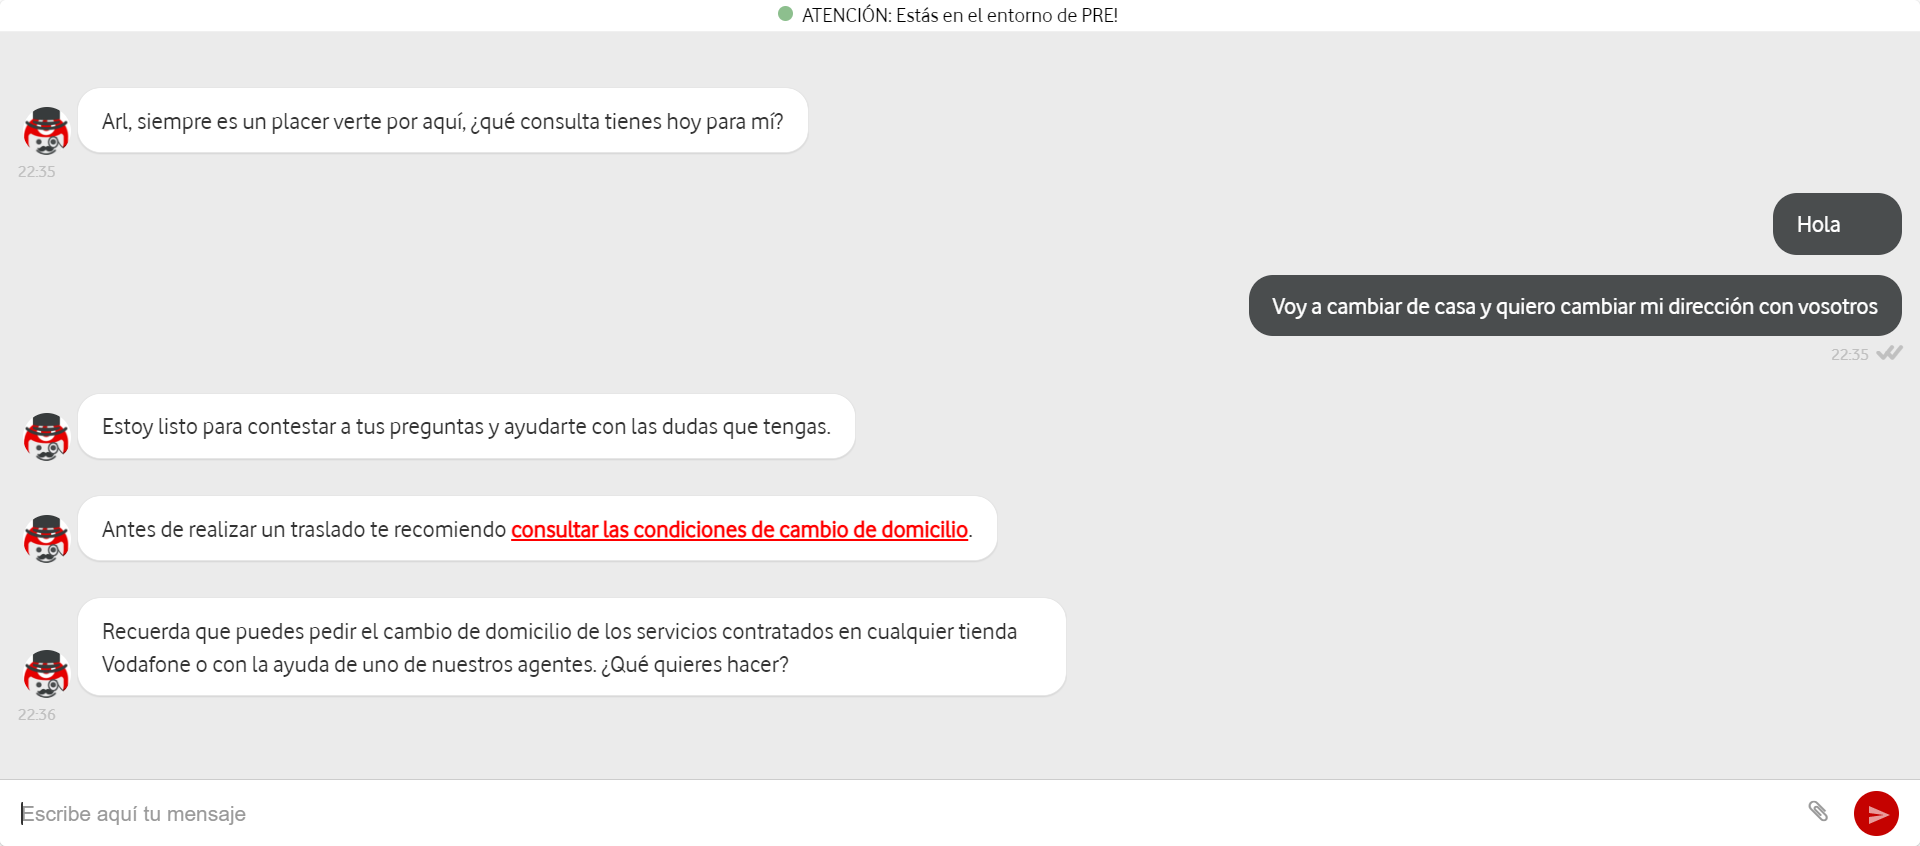 ATENCIÓN: Estás en el entorno de PRE!
Arl, siempre es un placer verte por aquí, ¿qué consulta tienes hoy para mí?
22:35
Hola
Voy a cambiar de casa y quiero cambiar mi dirección con vosotros
22:35
Estoy listo para contestar a tus preguntas y ayudarte con las dudas que tengas.
Antes de realizar un traslado te recomiendo consultar las condiciones de cambio de domicilio.
Recuerda que puedes pedir el cambio de domicilio de los servicios contratados en cualquier tienda
Vodafone o con la ayuda de uno de nuestros agentes. ¿Qué quieres hacer?
22:36
Escribe aquí tu mensaje